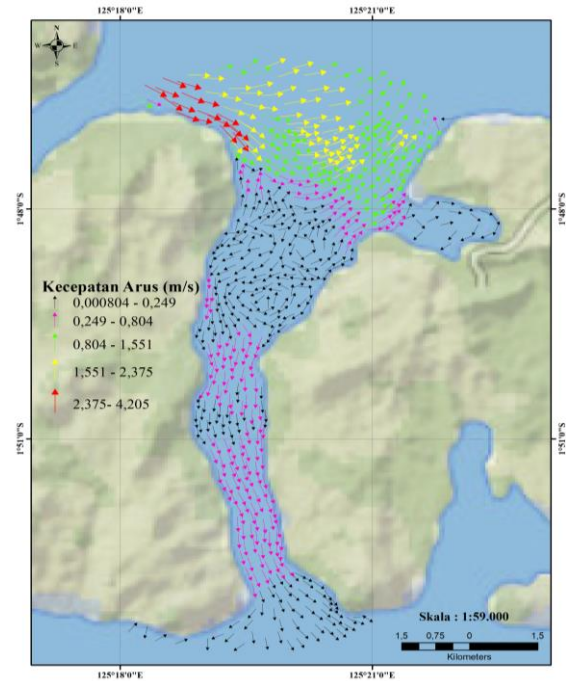 125°18'0"E 125°21'0"E
N
W E
S
1°48'0"S 1°48'0"S
Kecepatan Arus (m/s)
0,000804 - 0,249
0,249 - 0,804
0,804 - 1,551
1,551 - 2,375
2,375- 4,205
1°51'0"S 1°51'0"S
Skala : 1:59.000
1,5 0,75 0 1,5
Kilometers
125°18'0"E 125°21'0"E